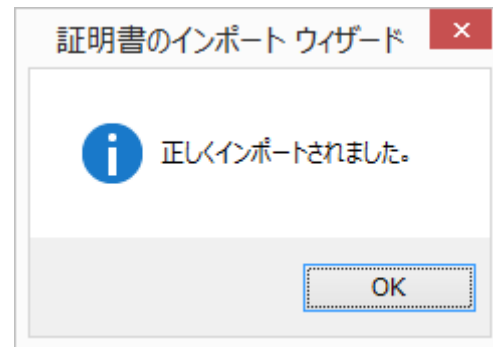 証明書のインポート ウィザード
正しくインポートされました。
OK